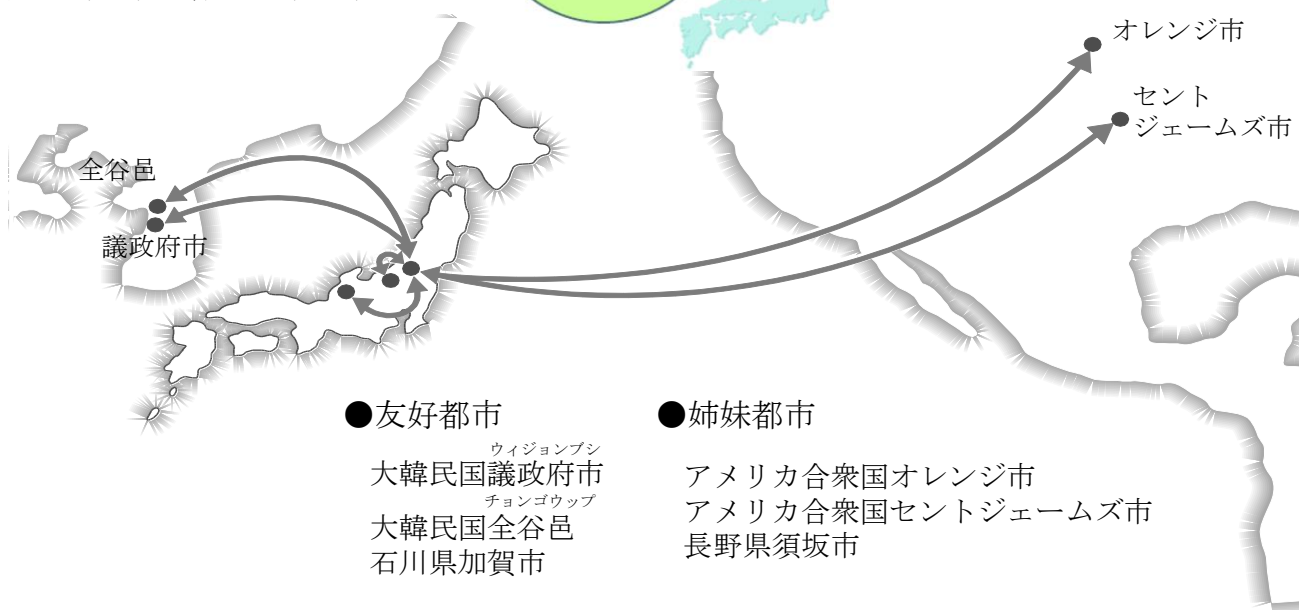 オレンジ市
セント
ジェームズ市
全谷邑
議政府市
●友好都市
ウィジョンブシ
大韓民国議政府市
チョンゴウップ
大韓民国全谷邑
石川県加賀市
●姉妹都市
アメリカ合衆国オレンジ市
アメリカ合衆国セントジェームズ市
長野県須坂市